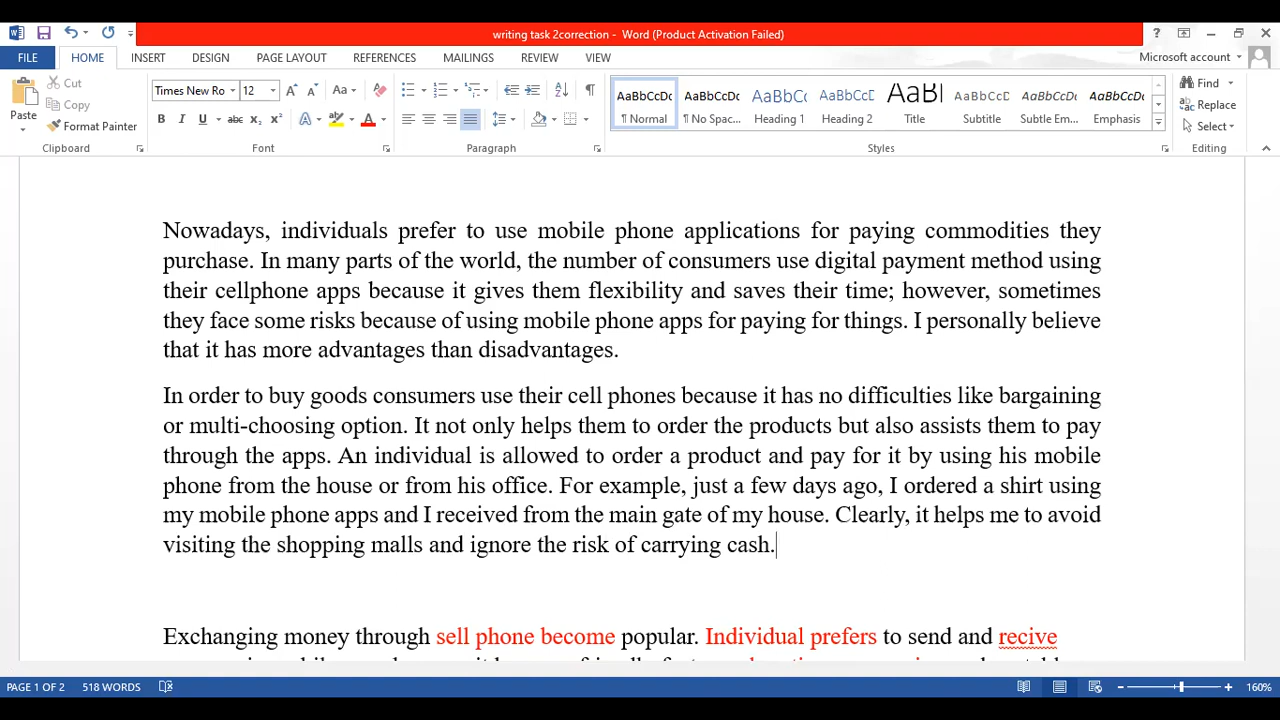 writing task 2correction - Word (Product Activation Failed)
FILE HOME INSERT DESIGN PAGE LAYOUT REFERENCES MAILINGS REVIEW VIEW Microsoft account
Cut
Copy
Format Painter
Paste
Times New Ro 12
AaBbCcDc AaBbCcDc AaBbC( AaBbCcD AaBl AaBbCcD AaBbCcDc AaBbCcDc
¶ Normal ¶ No Spac... Heading 1 Heading 2 Title Subtitle Subtle Em... Emphasis
Find
Replace
Select
Clipboard Font Paragraph Styles Editing
Nowadays, individuals prefer to use mobile phone applications for paying commodities they
purchase. In many parts of the world, the number of consumers use digital payment method using
their cellphone apps because it gives them flexibility and saves their time; however, sometimes
they face some risks because of using mobile phone apps for paying for things. I personally believe
that it has more advantages than disadvantages.
In order to buy goods consumers use their cell phones because it has no difficulties like bargaining
or multi-choosing option. It not only helps them to order the products but also assists them to pay
through the apps. An individual is allowed to order a product and pay for it by using his mobile
phone from the house or from his office. For example, just a few days ago, I ordered a shirt using
my mobile phone apps and I received from the main gate of my house. Clearly, it helps me to avoid
visiting the shopping malls and ignore the risk of carrying cash.
Exchanging money through sell phone become popular. Individual prefers to send and recive
PAGE 1 OF 2 518 WORDS 160%